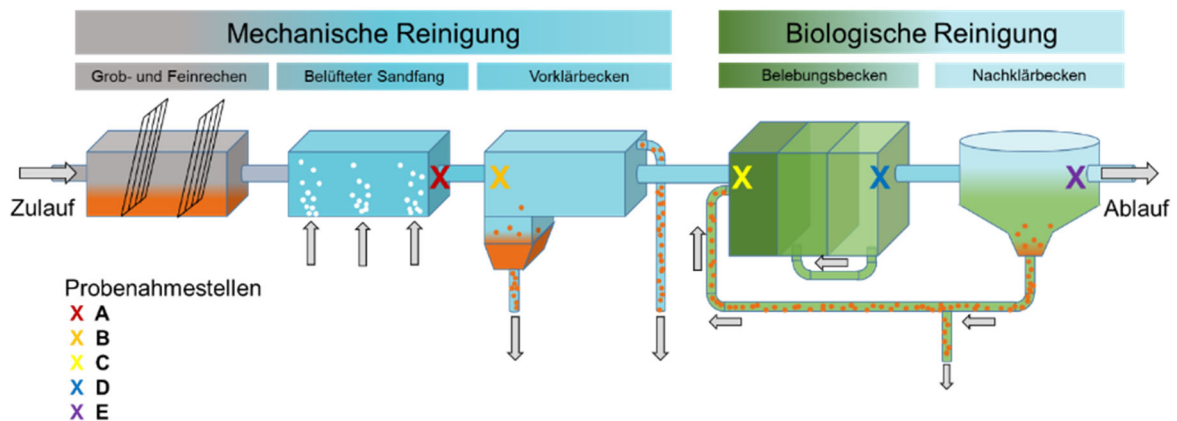 Mechanische Reinigung
Biologische Reinigung
Grob- und Feinrechen
Belüfteter Sandfang
Vorklärbecken
Belebungsbecken
Nachklärbecken
Zulauf
X
X
X
X
X
Ablauf
Probenahmestellen
X A
X B
X C
X D
X E